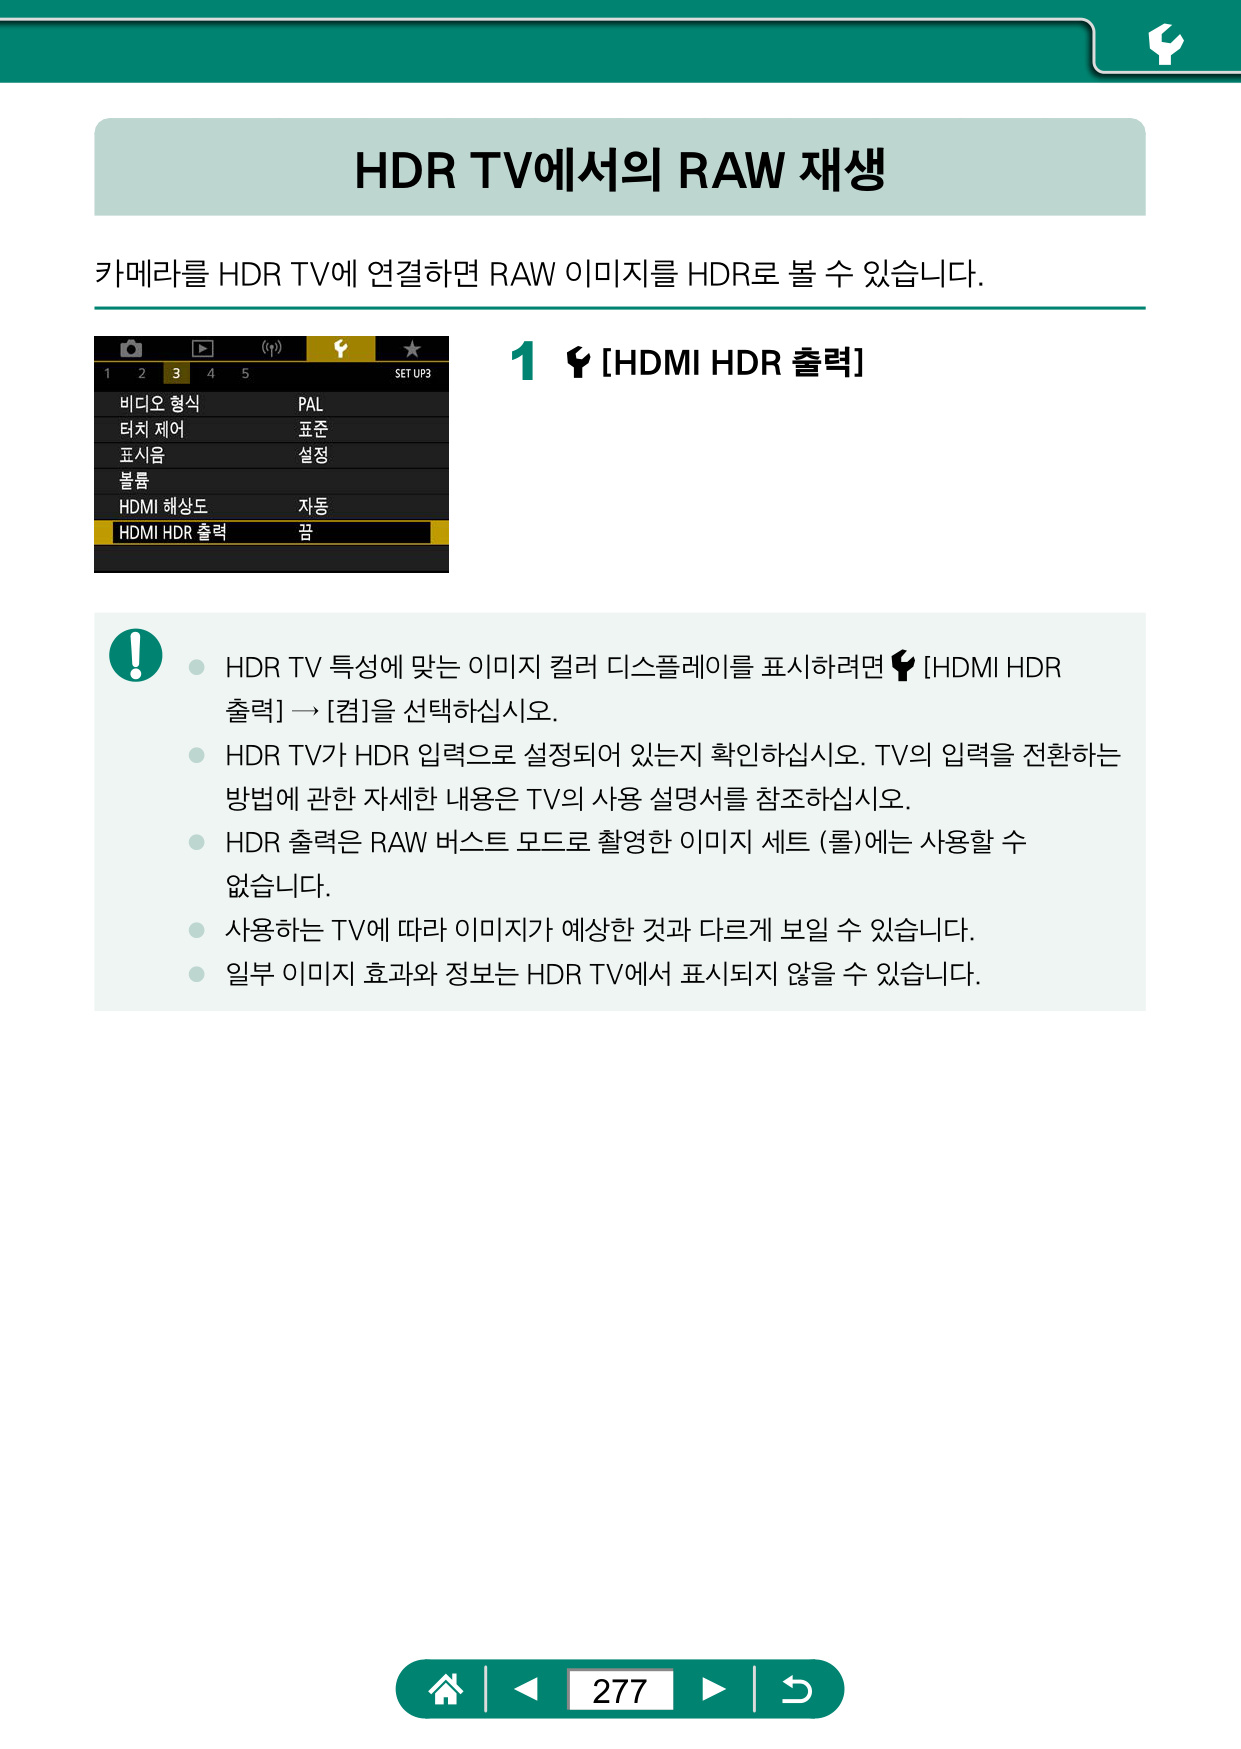 HDR TV에서의 RAW 재생
카메라를 HDR TV에 연결하면 RAW 이미지를 HDR로 볼 수 있습니다.
1 2 3 4 5 SET UP3
비디오 형식 PAL
터치 제어 표준
표시음 설정
볼륨
HDMI 해상도 자동
HDMI HDR 출력 끔
1 [HDMI HDR 출력]
HDR TV 특성에 맞는 이미지 컬러 디스플레이를 표시하려면 [HDMI HDR
출력] → [켬]을 선택하십시오.
HDR TV가 HDR 입력으로 설정되어 있는지 확인하십시오. TV의 입력을 전환하는
방법에 관한 자세한 내용은 TV의 사용 설명서를 참조하십시오.
HDR 출력은 RAW 버스트 모드로 촬영한 이미지 세트 (롤)에는 사용할 수
없습니다.
사용하는 TV에 따라 이미지가 예상한 것과 다르게 보일 수 있습니다.
일부 이미지 효과와 정보는 HDR TV에서 표시되지 않을 수 있습니다.
277